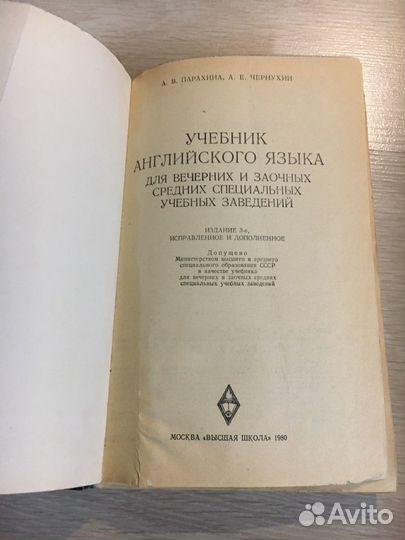 А. В. ПАРАХИНА, А. Е. ЧЕРНУХИН
УЧЕБНИК
АНГЛИЙСКОГО ЯЗЫКА
ДЛЯ ВЕЧЕРНИХ И ЗАОЧНЫХ
СРЕДНИХ СПЕЦИАЛЬНЫХ
УЧЕБНЫХ ЗАВЕДЕНИЙ
ИЗДАНИЕ 3-е,
ИСПРАВЛЕННОЕ И ДОПОЛНЕННОЕ
Допущено
Министерством высшего и среднего
специального образования СССР
в качестве учебника
для вечерних и заочных средних
специальных учебных заведений
МОСКВА «ВЫСШАЯ ШКОЛА» 1980
Avito